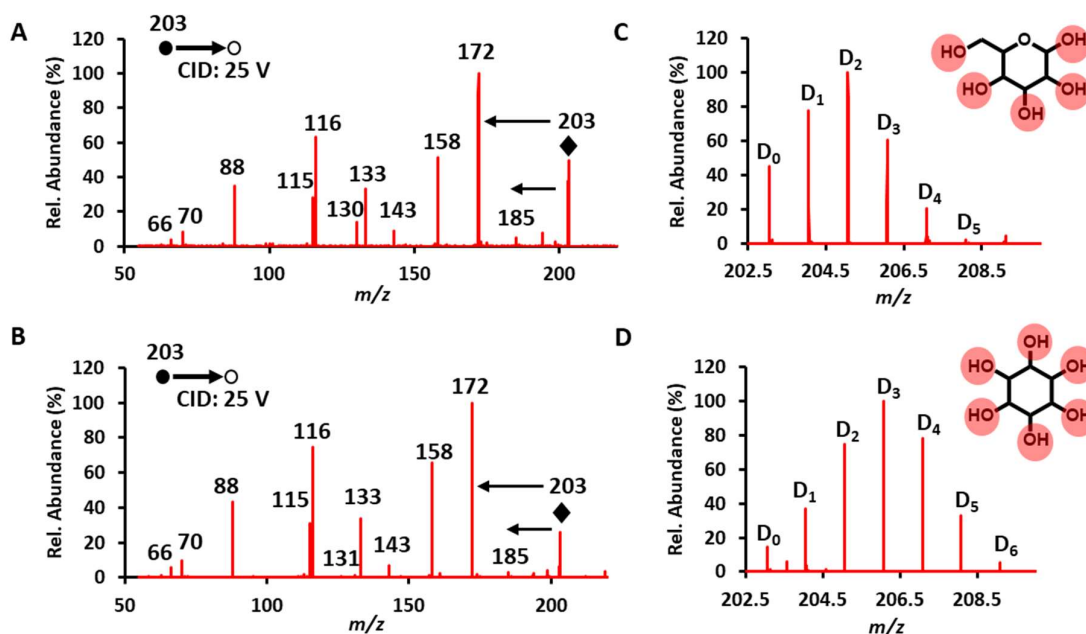 A
203
CID: 25 V
Rel. Abundance (%)
120
100
80
60
40
20
0
172
203
116
158
88
133
115
130
143
185
66
70
50
100
150
200
m/z
B
203
CID: 25 V
Rel. Abundance (%)
120
100
80
60
40
20
0
172
203
116
158
88
133
115
131
143
185
66
70
50
100
150
200
m/z
C
Rel. Abundance (%)
120
100
80
60
40
20
0
D0
D1
D2
D3
D4
D5
202.5
204.5
206.5
208.5
m/z
O
HO
OH
HO
OH
OH
D
Rel. Abundance (%)
120
100
80
60
40
20
0
D0
D1
D2
D3
D4
D5
D6
202.5
204.5
206.5
208.5
m/z
OH
HO
OH
HO
OH
OH